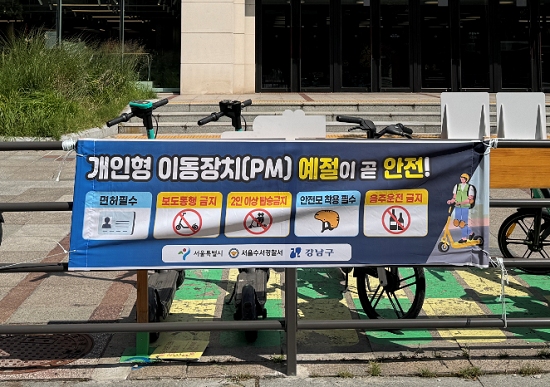 개인형 이동장치(PM) 예절이 곧 안전!
면허필수
보도통행 금지
2인 이상 탑승금지
안전모 착용 필수
음주운전 금지
서울특별시
서울수서경찰서
강남구